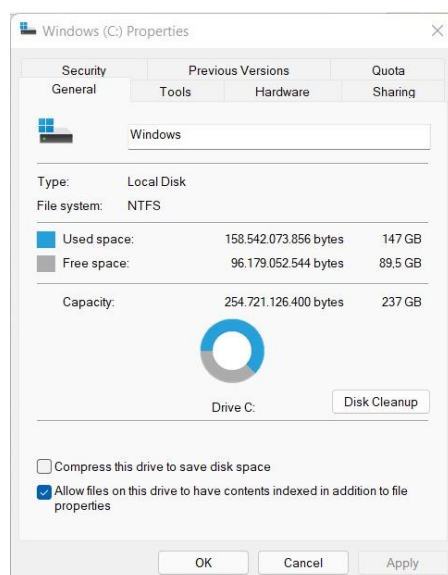 Windows (C:) Properties
Security Previous Versions Quota
General Tools Hardware Sharing
Windows
Type: Local Disk
File system: NTFS
Used space: 158.542.073.856 bytes 147 GB
Free space: 96.179.052.544 bytes 89,5 GB
Capacity: 254.721.126.400 bytes 237 GB
Drive C: Disk Cleanup
Compress this drive to save disk space
Allow files on this drive to have contents indexed in addition to file
properties
OK Cancel Apply